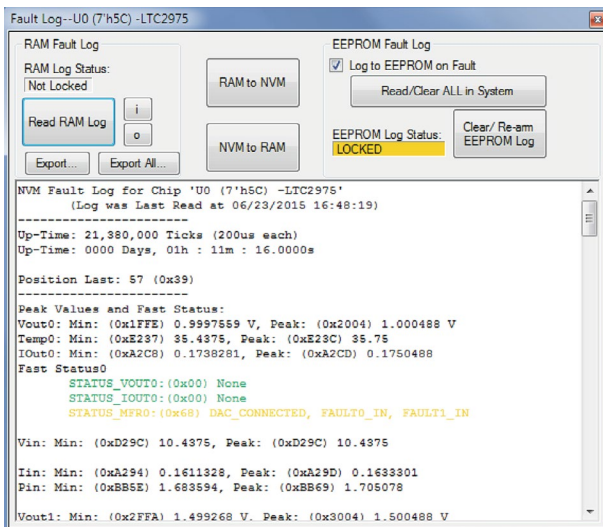 Fault Log--U0 (7'h5C) -LTC2975
RAM Fault Log
RAM Log Status:
Not Locked
Read RAM Log
i
o
Export...
Export All...
RAM to NVM
NVM to RAM
EEPROM Fault Log
Log to EEPROM on Fault
Read/Clear ALL in System
EEPROM Log Status:
LOCKED
Clear/ Re-arm
EEPROM Log
NVM Fault Log for Chip 'U0 (7'h5C) -LTC2975'
(Log was Last Read at 06/23/2015 16:48:19)
------------------------
Up-Time: 21,380,000 Ticks (200us each)
Up-Time: 0000 Days, 01h : 11m : 16.0000s
Position Last: 57 (0x39)
------------------------
Peak Values and Fast Status:
Vout0: Min: (0x1FFE) 0.9997559 V, Peak: (0x2004) 1.000488 V
Temp0: Min: (0xE237) 35.4375, Peak: (0xE23C) 35.75
IOut0: Min: (0xA2C8) 0.1738281, Peak: (0xA2CD) 0.1750488
Fast Status0
STATUS_VOUT0:(0x00) None
STATUS_IOUT0:(0x00) None
STATUS_MFR0:(0x68) DAC_CONNECTED, FAULT0_IN, FAULT1_IN
Vin: Min: (0xD29C) 10.4375, Peak: (0xD29C) 10.4375
Iin: Min: (0xA294) 0.1611328, Peak: (0xA29D) 0.1633301
Pin: Min: (0xBB5E) 1.683594, Peak: (0xBB69) 1.705078
Vout1: Min: (0x2FFA) 1.499268 V, Peak: (0x3004) 1.500488 V